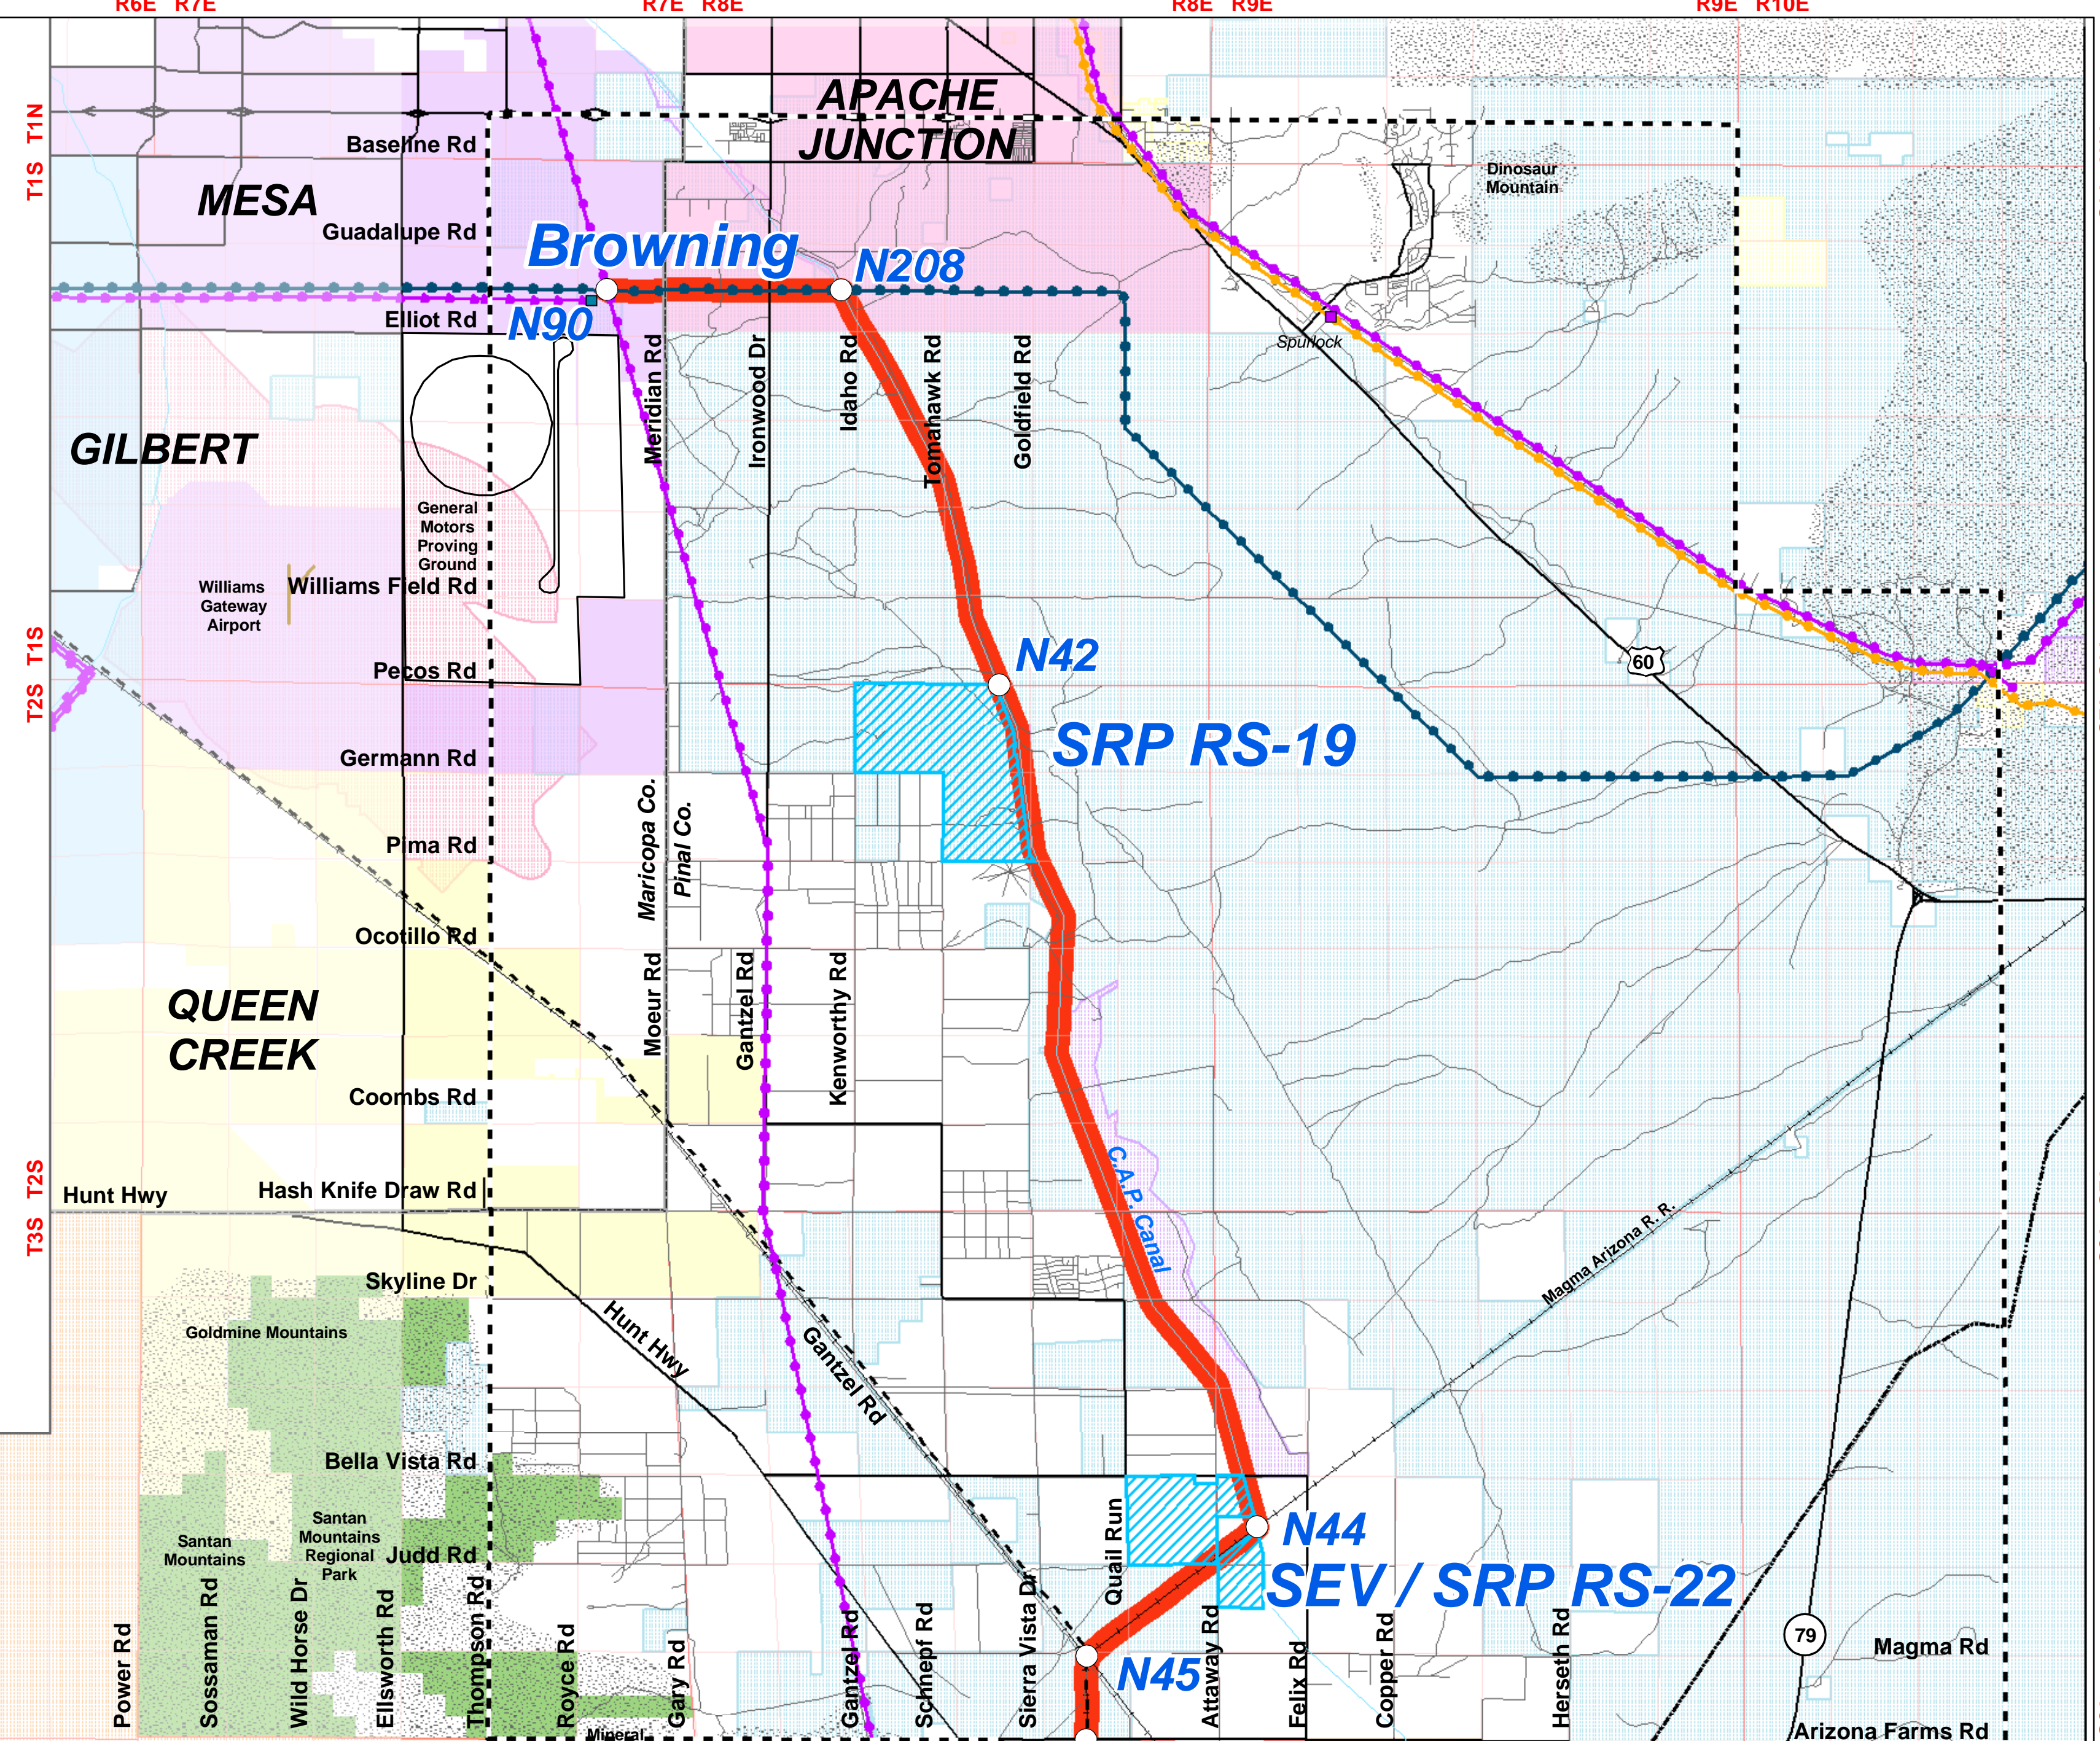 R6E R7E
R7E R8E
R8E R9E
R9E R10E
T1N
T1S
T1S
T2S
T2S
T3S
APACHE
JUNCTION
Baseline Rd
MESA
Guadalupe Rd
Dinosaur
Mountain
Browning
N208
N90
Elliot Rd
Spurlock
Meridian Rd
Ironwood Dr
Idaho Rd
Tomahawk Rd
Goldfield Rd
GILBERT
General
Motors
Proving
Ground
Williams
Gateway
Airport
Williams Field Rd
N42
60
Pecos Rd
SRP RS-19
Germann Rd
Maricopa Co.
Pinal Co.
Pima Rd
Ocotillo Rd
Moeur Rd
Gantzel Rd
Kenworthy Rd
QUEEN
CREEK
Coombs Rd
C.A.P. Canal
Hunt Hwy
Hash Knife Draw Rd
Magma Arizona R. R.
Skyline Dr
Goldmine Mountains
Hunt Hwy
Gantzel Rd
Bella Vista Rd
Santan
Mountains
Santan
Mountains
Regional
Park
Judd Rd
N44
SEV / SRP RS-22
Quail Run
79
Magma Rd
N45
Power Rd
Sossaman Rd
Wild Horse Dr
Ellsworth Rd
Thompson Rd
Royce Rd
Gary Rd
Gantzel Rd
Schnepf Rd
Sierra Vista Dr
Attaway Rd
Felix Rd
Copper Rd
Herseth Rd
Mineral
Arizona Farms Rd